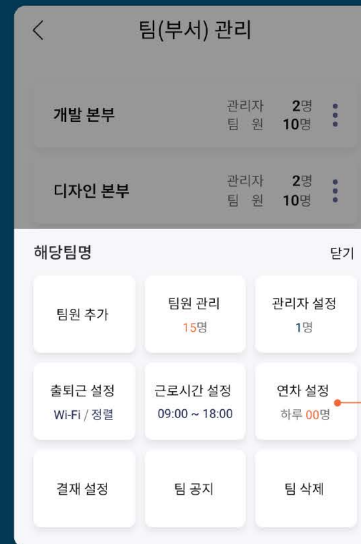 팀(부서) 관리
개발 본부
관리자 2명
팀 원 10명
디자인 본부
관리자 2명
팀 원 10명
해당팀명 닫기
팀원 추가
팀원 관리
15명
관리자 설정
1명
출퇴근 설정
Wi-Fi / 정렬
근로시간 설정
09:00 ~ 18:00
연차 설정
하루 00명
결재 설정
팀 공지
팀 삭제